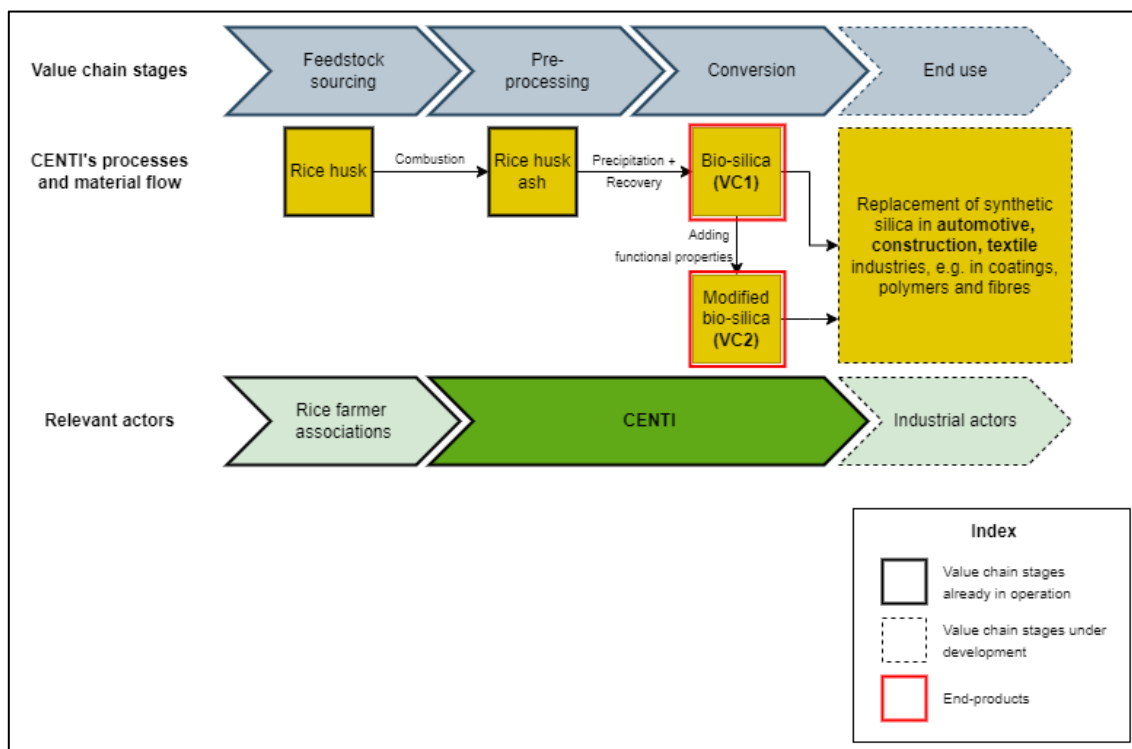 Value chain stages
Feedstock
sourcing
Pre-
processing
Conversion
End use
CENTI's processes
and material flow
Rice husk
Combustion
Rice husk
ash
Precipitation +
Recovery
Bio-silica
(VC1)
Adding
functional properties
Modified
bio-silica
(VC2)
Replacement of synthetic
silica in automotive,
construction, textile
industries, e.g. in coatings,
polymers and fibres
Relevant actors
Rice farmer
associations
CENTI
Industrial actors
Index
Value chain stages
already in operation
Value chain stages under
development
End-products